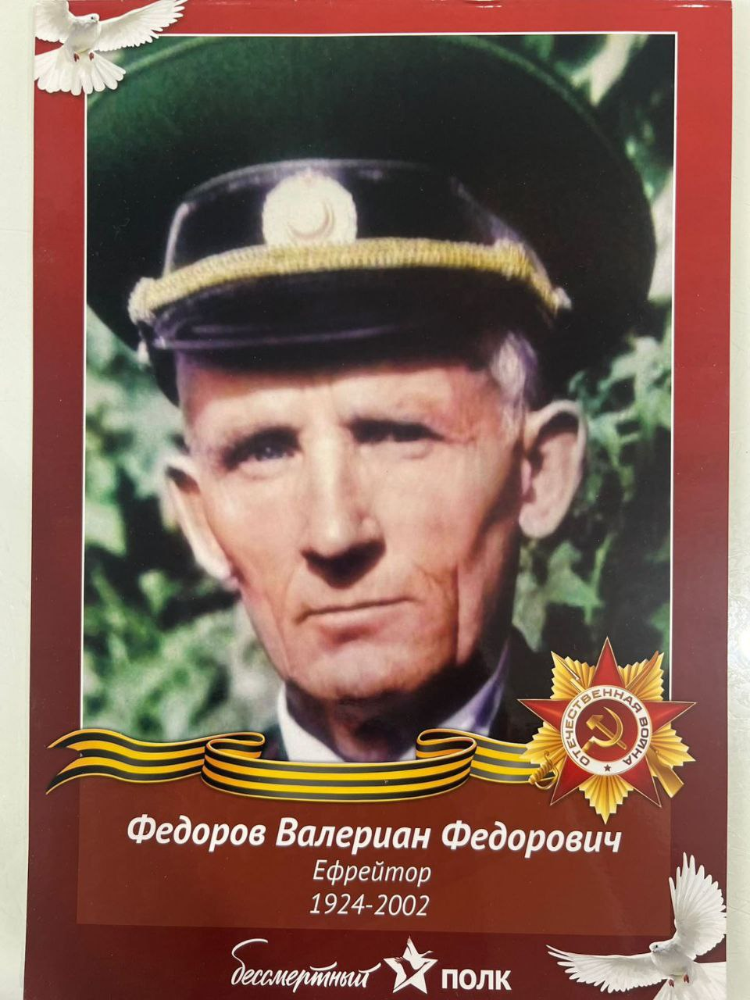 ОТЕЧЕСТВЕННАЯ ВОЙНА
Федоров Валериан Федорович
Ефрейтор
1924-2002
бессмертный ПОЛК